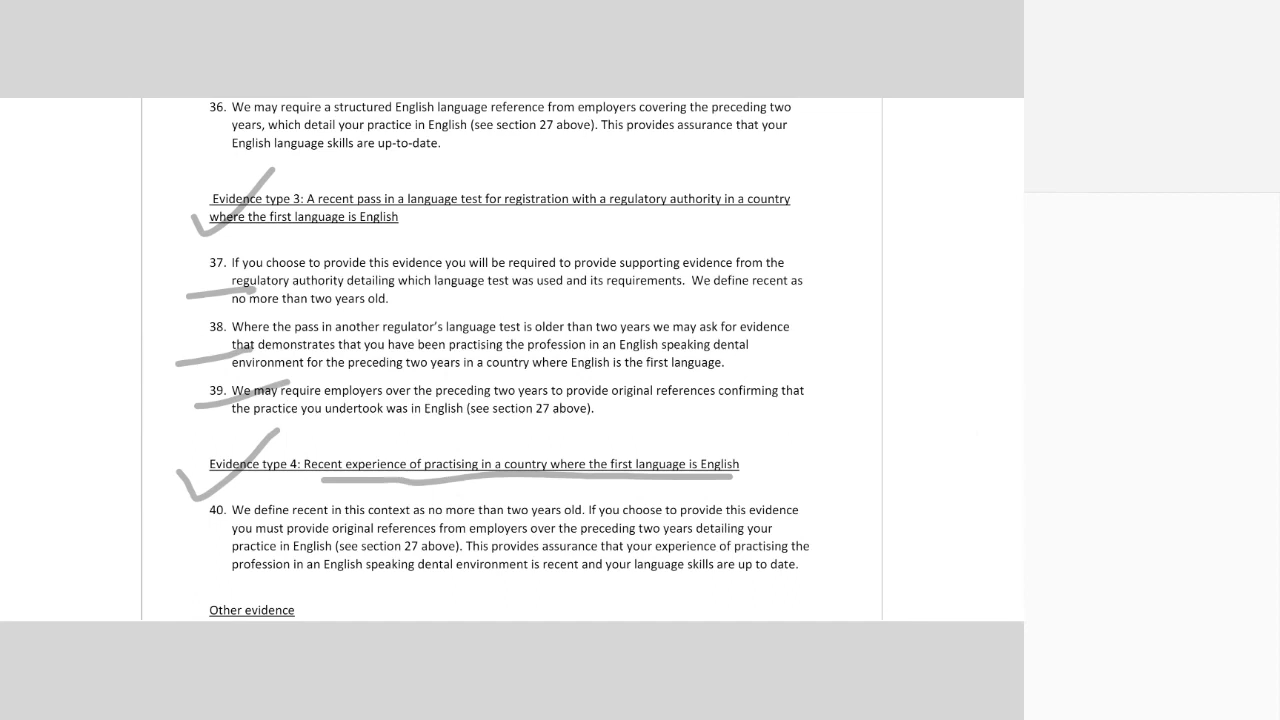 36. We may require a structured English language reference from employers covering the preceding two
years, which detail your practice in English (see section 27 above). This provides assurance that your
English language skills are up-to-date.
Evidence type 3: A recent pass in a language test for registration with a regulatory authority in a country
where the first language is English
37. If you choose to provide this evidence you will be required to provide supporting evidence from the
regulatory authority detailing which language test was used and its requirements. We define recent as
no more than two years old.
38. Where the pass in another regulator's language test is older than two years we may ask for evidence
that demonstrates that you have been practising the profession in an English speaking dental
environment for the preceding two years in a country where English is the first language.
39. We may require employers over the preceding two years to provide original references confirming that
the practice you undertook was in English (see section 27 above).
Evidence type 4: Recent experience of practising in a country where the first language is English
40. We define recent in this context as no more than two years old. If you choose to provide this evidence
you must provide original references from employers over the preceding two years detailing your
practice in English (see section 27 above). This provides assurance that your experience of practising the
profession in an English speaking dental environment is recent and your language skills are up to date.
Other evidence